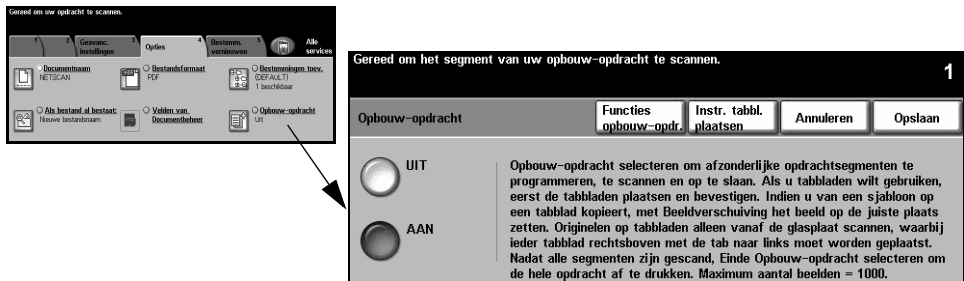 Gereed om uw opdracht te scannen.
1 2 Geavanc. instellingen 3 Opties 4 Bestemm. vernieuwen 5 Alle services
Documentnaam
NETSCAN
Bestandsformaat
PDF
Bestemmingen toev.
(DEFAULT)
1 beschikbaar
Als bestand al bestaat:
Nieuwe bestandsnaam
Velden van
Documentbeheer
Opbouw-opdracht
Uit
Gereed om het segment van uw opbouw-opdracht te scannen.
1
Opbouw-opdracht
Functies
opbouw-opdr.
Instr. tabbl.
plaatsen
Annuleren
Opslaan
UIT
AAN
Opbouw-opdracht selecteren om afzonderlijke opdrachtsegmenten te
programmeren, te scannen en op te slaan. Als u tabbladen wilt gebruiken,
eerst de tabbladen plaatsen en bevestigen. Indien u van een sjabloon op
een tabblad kopieert, met Beeldverschuiving het beeld op de juiste plaats
zetten. Originelen op tabbladen alleen vanaf de glasplaat scannen, waarbij
ieder tabblad rechtsboven met de tab naar links moet worden geplaatst.
Nadat alle segmenten zijn gescand, Einde Opbouw-opdracht selecteren om
de hele opdracht af te drukken. Maximum aantal beelden = 1000.